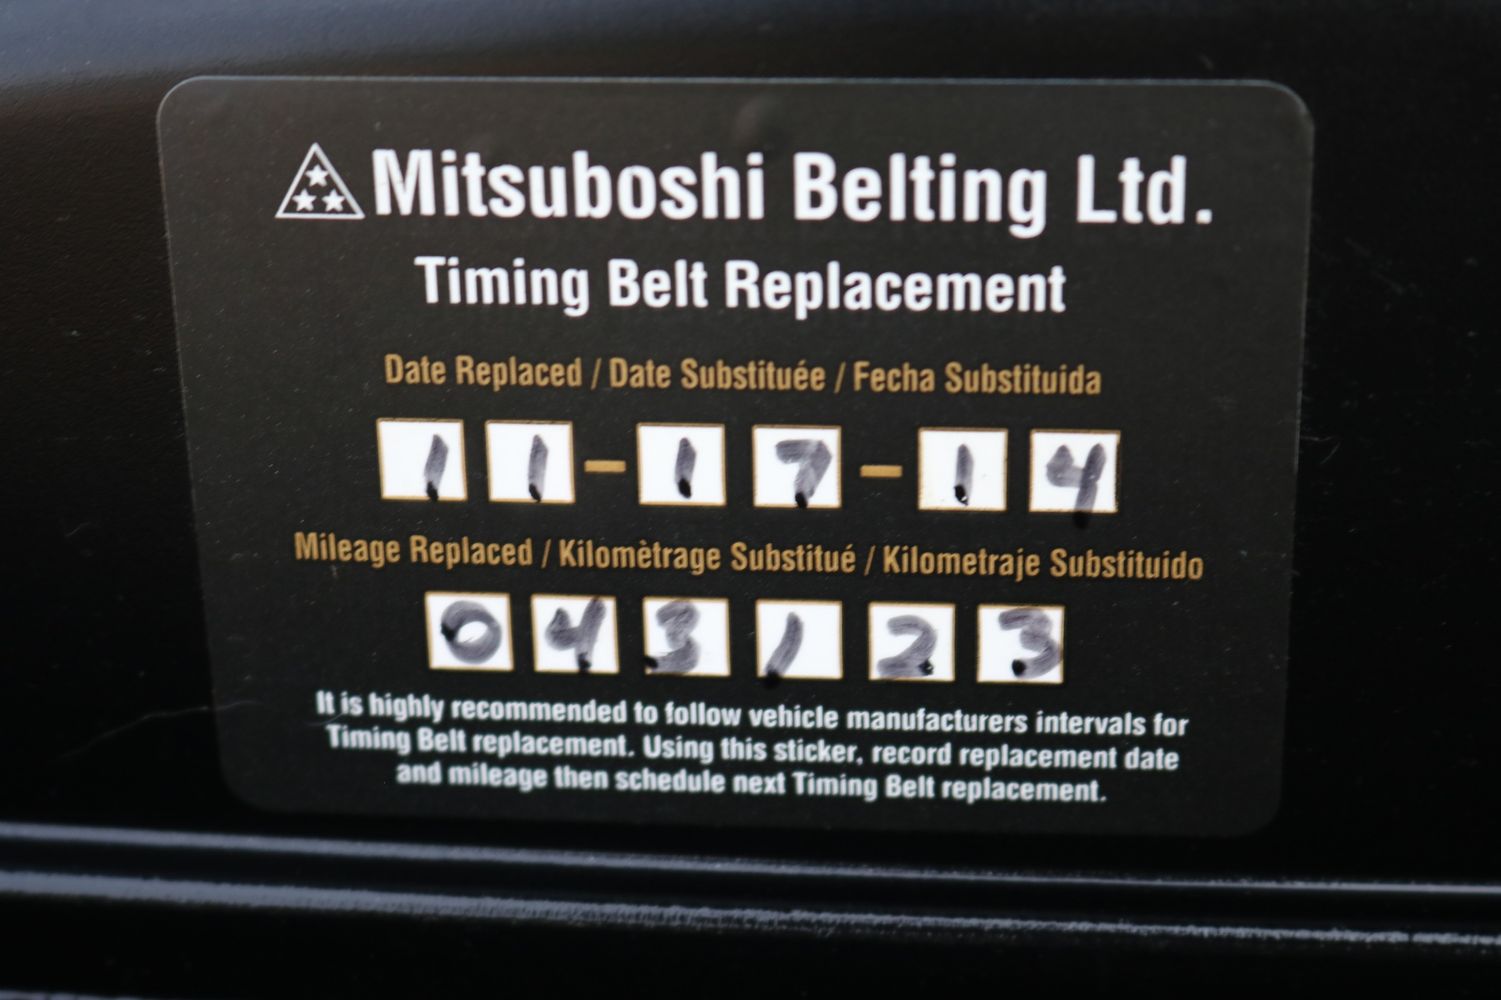 Mitsuboshi Belting Ltd.
Timing Belt Replacement
Date Replaced / Date Substituée / Fecha Substituida
11-17-14
Mileage Replaced / Kilomètrage Substitué / Kilometraje Substituido
043123
It is highly recommended to follow vehicle manufacturers intervals for
Timing Belt replacement. Using this sticker, record replacement date
and mileage then schedule next Timing Belt replacement.